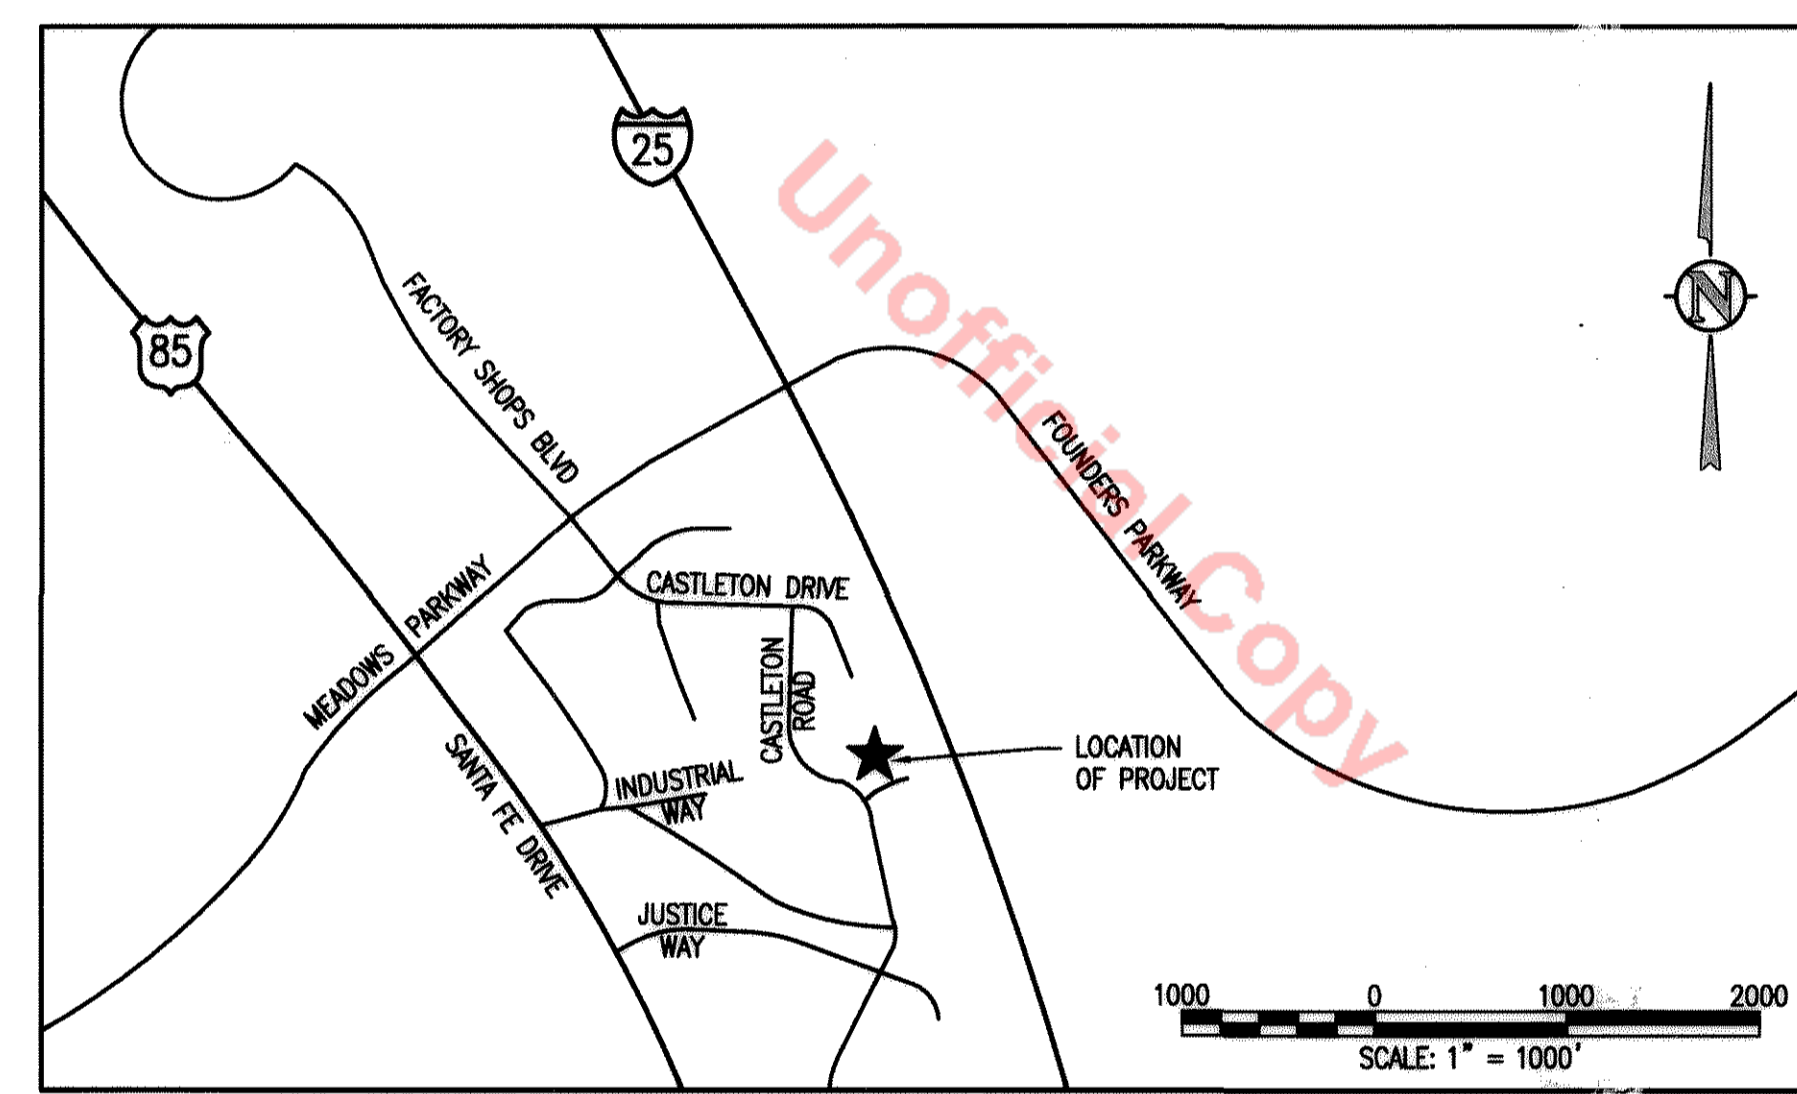 25
85
FACTORY SHOPS BLVD
Unofficial Copy
N
FOUNDERS PARKWAY
MEADOWS PARKWAY
CASTLETON DRIVE
CASTLETON
ROAD
SANTA FE DRIVE
INDUSTRIAL
WAY
LOCATION
OF PROJECT
JUSTICE
WAY
1000 0 1000 2000
SCALE: 1" = 1000'